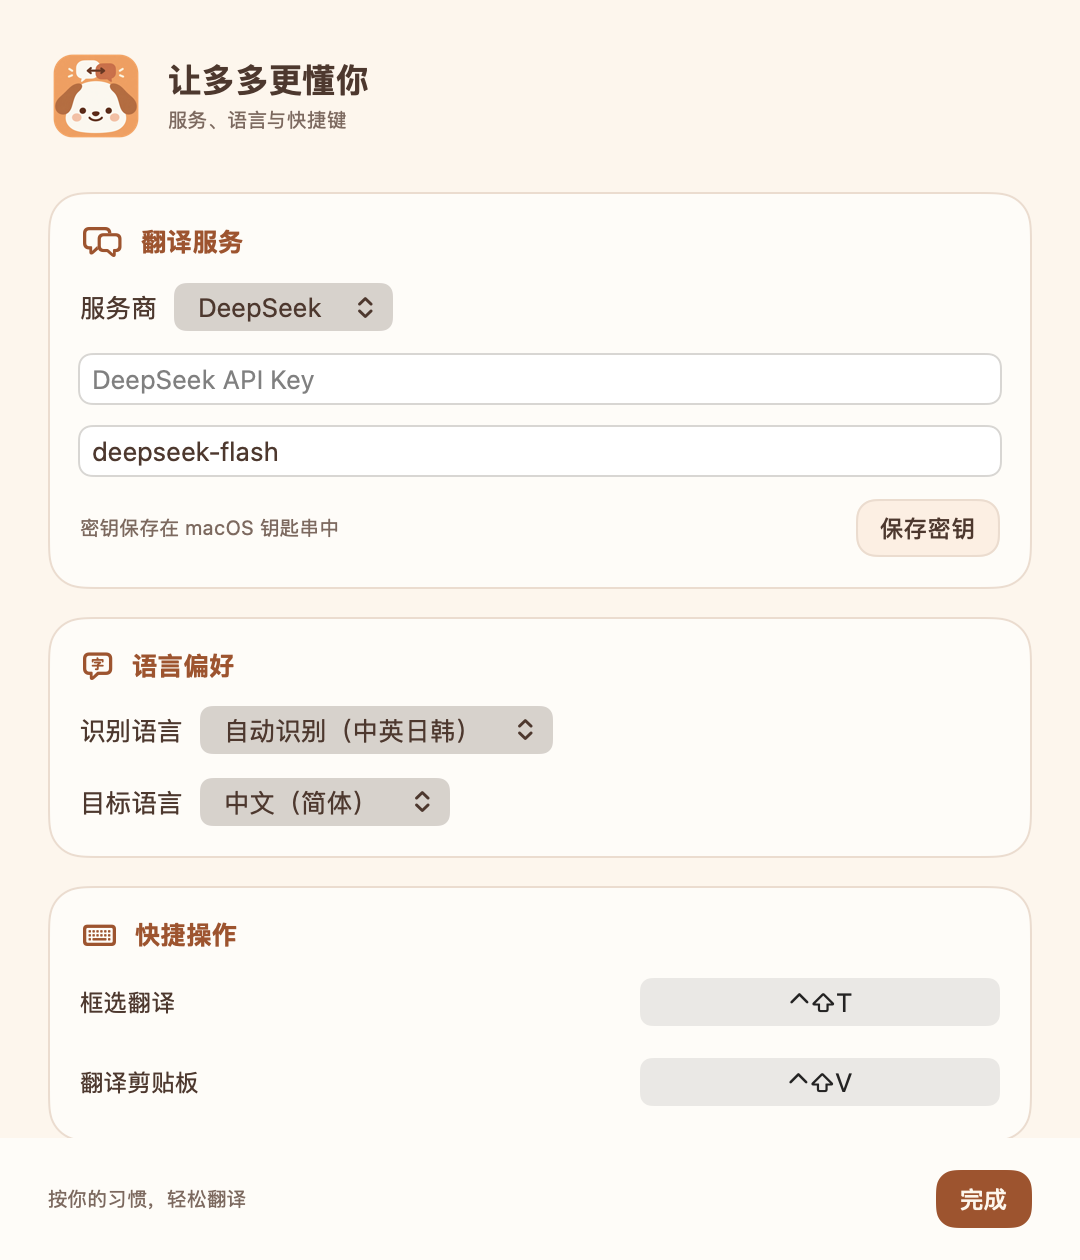 让多多更懂你
服务、语言与快捷键
翻译服务
服务商 DeepSeek
DeepSeek API Key
deepseek-flash
密钥保存在 macOS 钥匙串中 保存密钥
字 语言偏好
识别语言 自动识别（中英日韩）
目标语言 中文（简体）
快捷操作
框选翻译 ^⇧T
翻译剪贴板 ^⇧V
按你的习惯，轻松翻译 完成